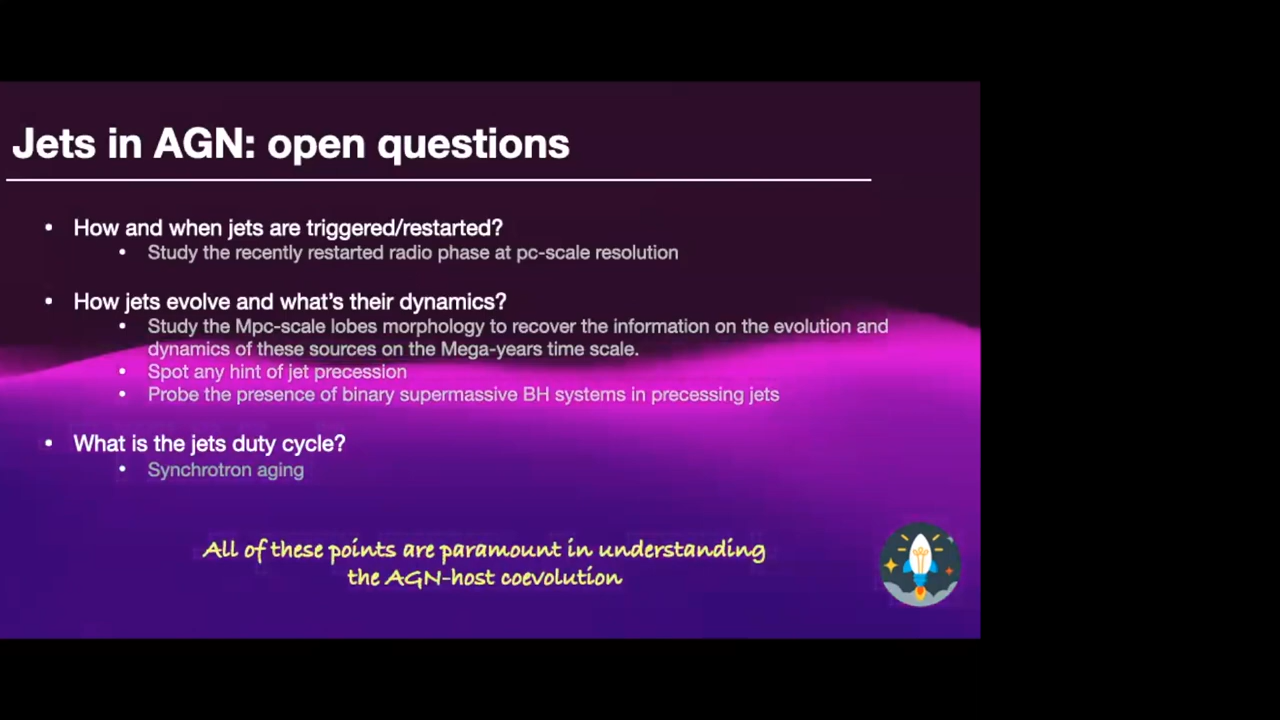 Jets in AGN: open questions
• How and when jets are triggered/restarted?
• Study the recently restarted radio phase at pc-scale resolution
• How jets evolve and what's their dynamics?
• Study the Mpc-scale lobes morphology to recover the information on the evolution and
dynamics of these sources on the Mega-years time scale.
• Spot any hint of jet precession
• Probe the presence of binary supermassive BH systems in precessing jets
• What is the jets duty cycle?
• Synchrotron aging
All of these points are paramount in understanding
the AGN-host coevolution